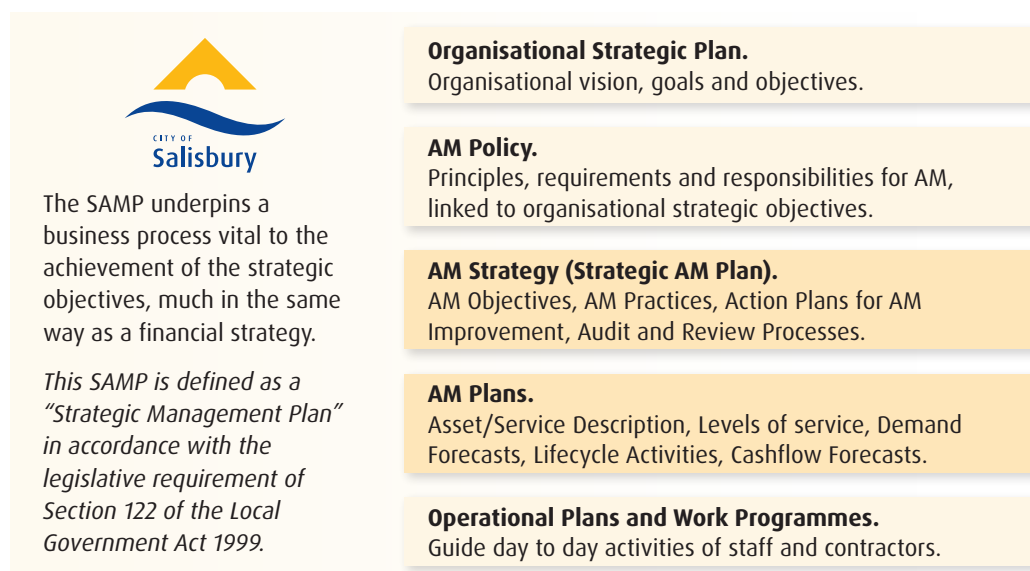 CITY OF
Salisbury
The SAMP underpins a
business process vital to the
achievement of the strategic
objectives, much in the same
way as a financial strategy.
This SAMP is defined as a
“Strategic Management Plan”
in accordance with the
legislative requirement of
Section 122 of the Local
Government Act 1999.
Organisational Strategic Plan.
Organisational vision, goals and objectives.
AM Policy.
Principles, requirements and responsibilities for AM,
linked to organisational strategic objectives.
AM Strategy (Strategic AM Plan).
AM Objectives, AM Practices, Action Plans for AM
Improvement, Audit and Review Processes.
AM Plans.
Asset/Service Description, Levels of service, Demand
Forecasts, Lifecycle Activities, Cashflow Forecasts.
Operational Plans and Work Programmes.
Guide day to day activities of staff and contractors.